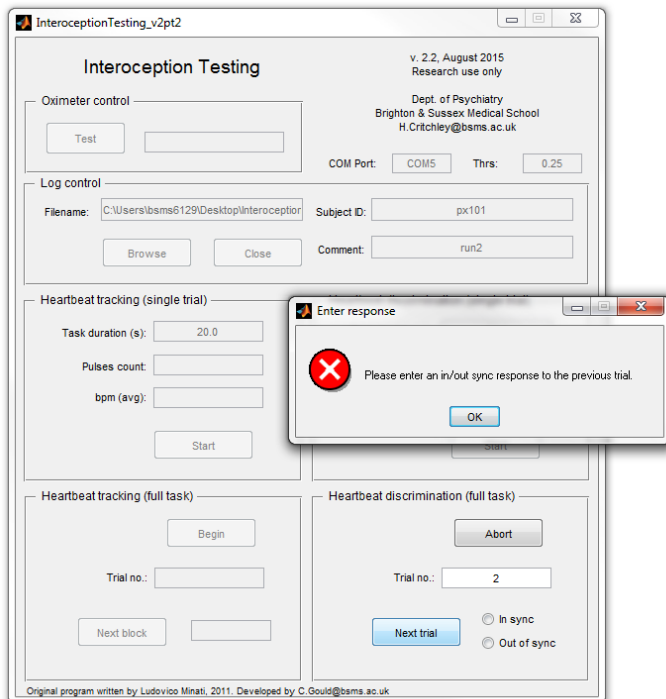 InteroceptionTesting_v2pt2
Interoception Testing
v. 2.2, August 2015
Research use only
Dept. of Psychiatry
Brighton & Sussex Medical School
H.Critchley@bsms.ac.uk
Oximeter control
Test
COM Port:
COM5
Thrs:
0.25
Log control
Filename:
C:\Users\bsms6129\Desktop\Interoception
Subject ID:
px101
Browse
Close
Comment:
run2
Heartbeat tracking (single trial)
Task duration (s):
20.0
Pulses count:
bpm (avg):
Start
Enter response
Please enter an in/out sync response to the previous trial.
OK
Start
Heartbeat tracking (full task)
Begin
Trial no.:
Next block
Heartbeat discrimination (full task)
Abort
Trial no.:
2
Next trial
In sync
Out of sync
Original program written by Ludovico Minati, 2011. Developed by C.Gould@bsms.ac.uk